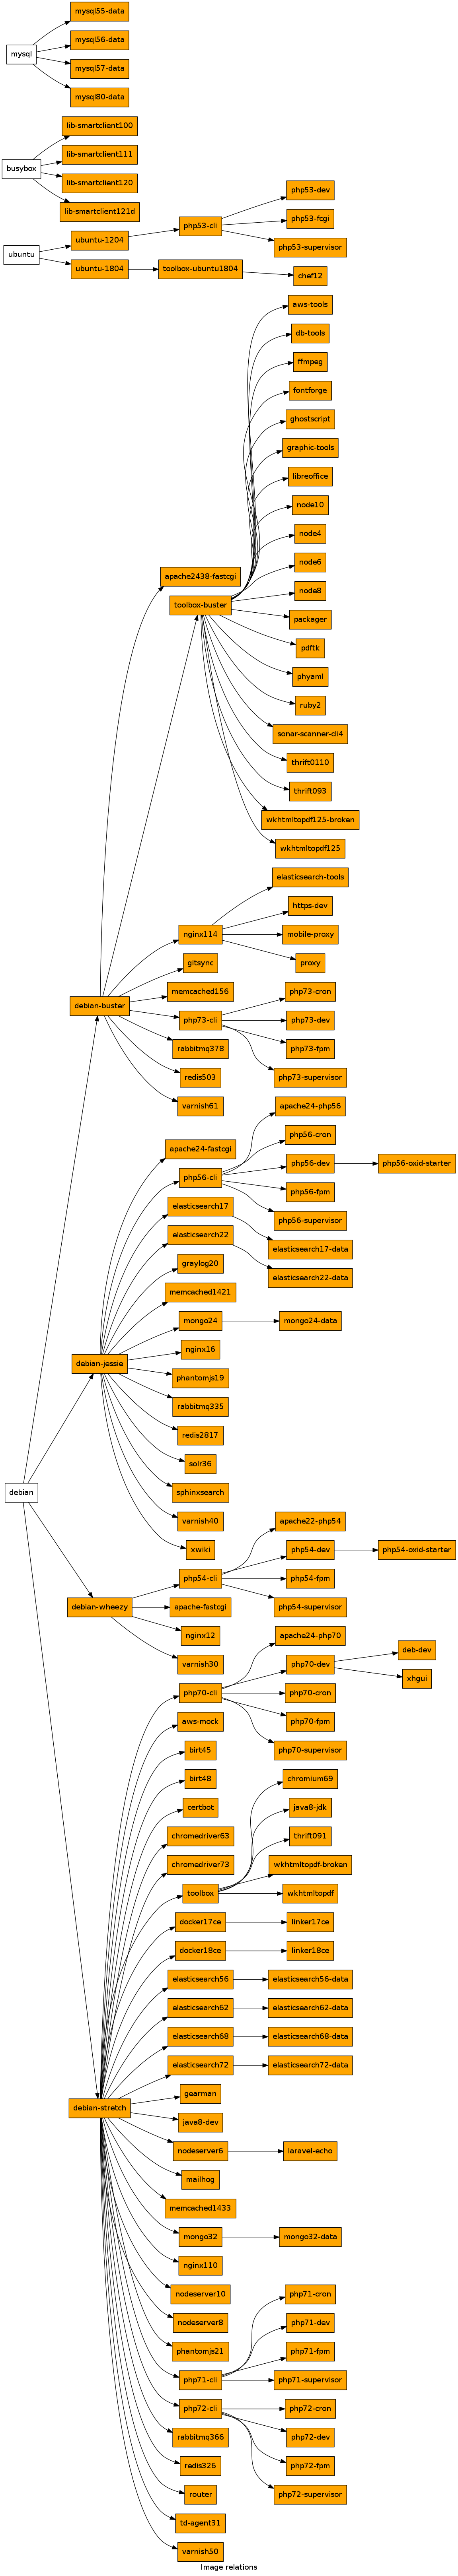 mysql55-data
mysql56-data
mysql
mysql57-data
mysql80-data
lib-smartclient100
lib-smartclient111
busybox
lib-smartclient120
lib-smartclient121d
php53-dev
php53-fcgi
php53-cli
ubuntu-1204
php53-supervisor
ubuntu
ubuntu-1804
toolbox-ubuntu1804
chef12
aws-tools
db-tools
ffmpeg
fontforge
ghostscript
graphic-tools
libreoffice
node10
node4
node6
apache2438-fastcgi
node8
toolbox-buster
packager
pdftk
phyaml
ruby2
sonar-scanner-cli4
thrift0110
thrift093
wkhtmltopdf125-broken
wkhtmltopdf125
elasticsearch-tools
https-dev
nginx114
mobile-proxy
gitsync
proxy
memcached156
php73-cron
debian-buster
php73-cli
php73-dev
rabbitmq378
php73-fpm
redis503
php73-supervisor
varnish61
apache24-php56
php56-cron
apache24-fastcgi
php56-dev
php56-oxid-starter
php56-cli
php56-fpm
elasticsearch17
php56-supervisor
elasticsearch22
elasticsearch17-data
graylog20
elasticsearch22-data
memcached1421
mongo24
mongo24-data
nginx16
debian-jessie
phantomjs19
rabbitmq335
redis2817
solr36
debian
sphinxsearch
varnish40
apache22-php54
xwiki
php54-dev
php54-oxid-starter
php54-cli
php54-fpm
debian-wheezy
apache-fastcgi
php54-supervisor
nginx12
apache24-php70
deb-dev
varnish30
php70-dev
xhgui
php70-cli
php70-cron
aws-mock
php70-fpm
birt45
php70-supervisor
birt48
chromium69
certbot
java8-jdk
chromedriver63
thrift091
chromedriver73
wkhtmltopdf-broken
toolbox
wkhtmltopdf
docker17ce
linker17ce
docker18ce
linker18ce
elasticsearch56
elasticsearch56-data
elasticsearch62
elasticsearch62-data
elasticsearch68
elasticsearch68-data
elasticsearch72
elasticsearch72-data
gearman
debian-stretch
java8-dev
nodeserver6
laravel-echo
mailhog
memcached1433
mongo32
mongo32-data
nginx110
nodeserver10
php71-cron
nodeserver8
php71-dev
phantomjs21
php71-fpm
php71-cli
php71-supervisor
php72-cli
php72-cron
rabbitmq366
php72-dev
redis326
php72-fpm
router
php72-supervisor
td-agent31
varnish50
Image relations